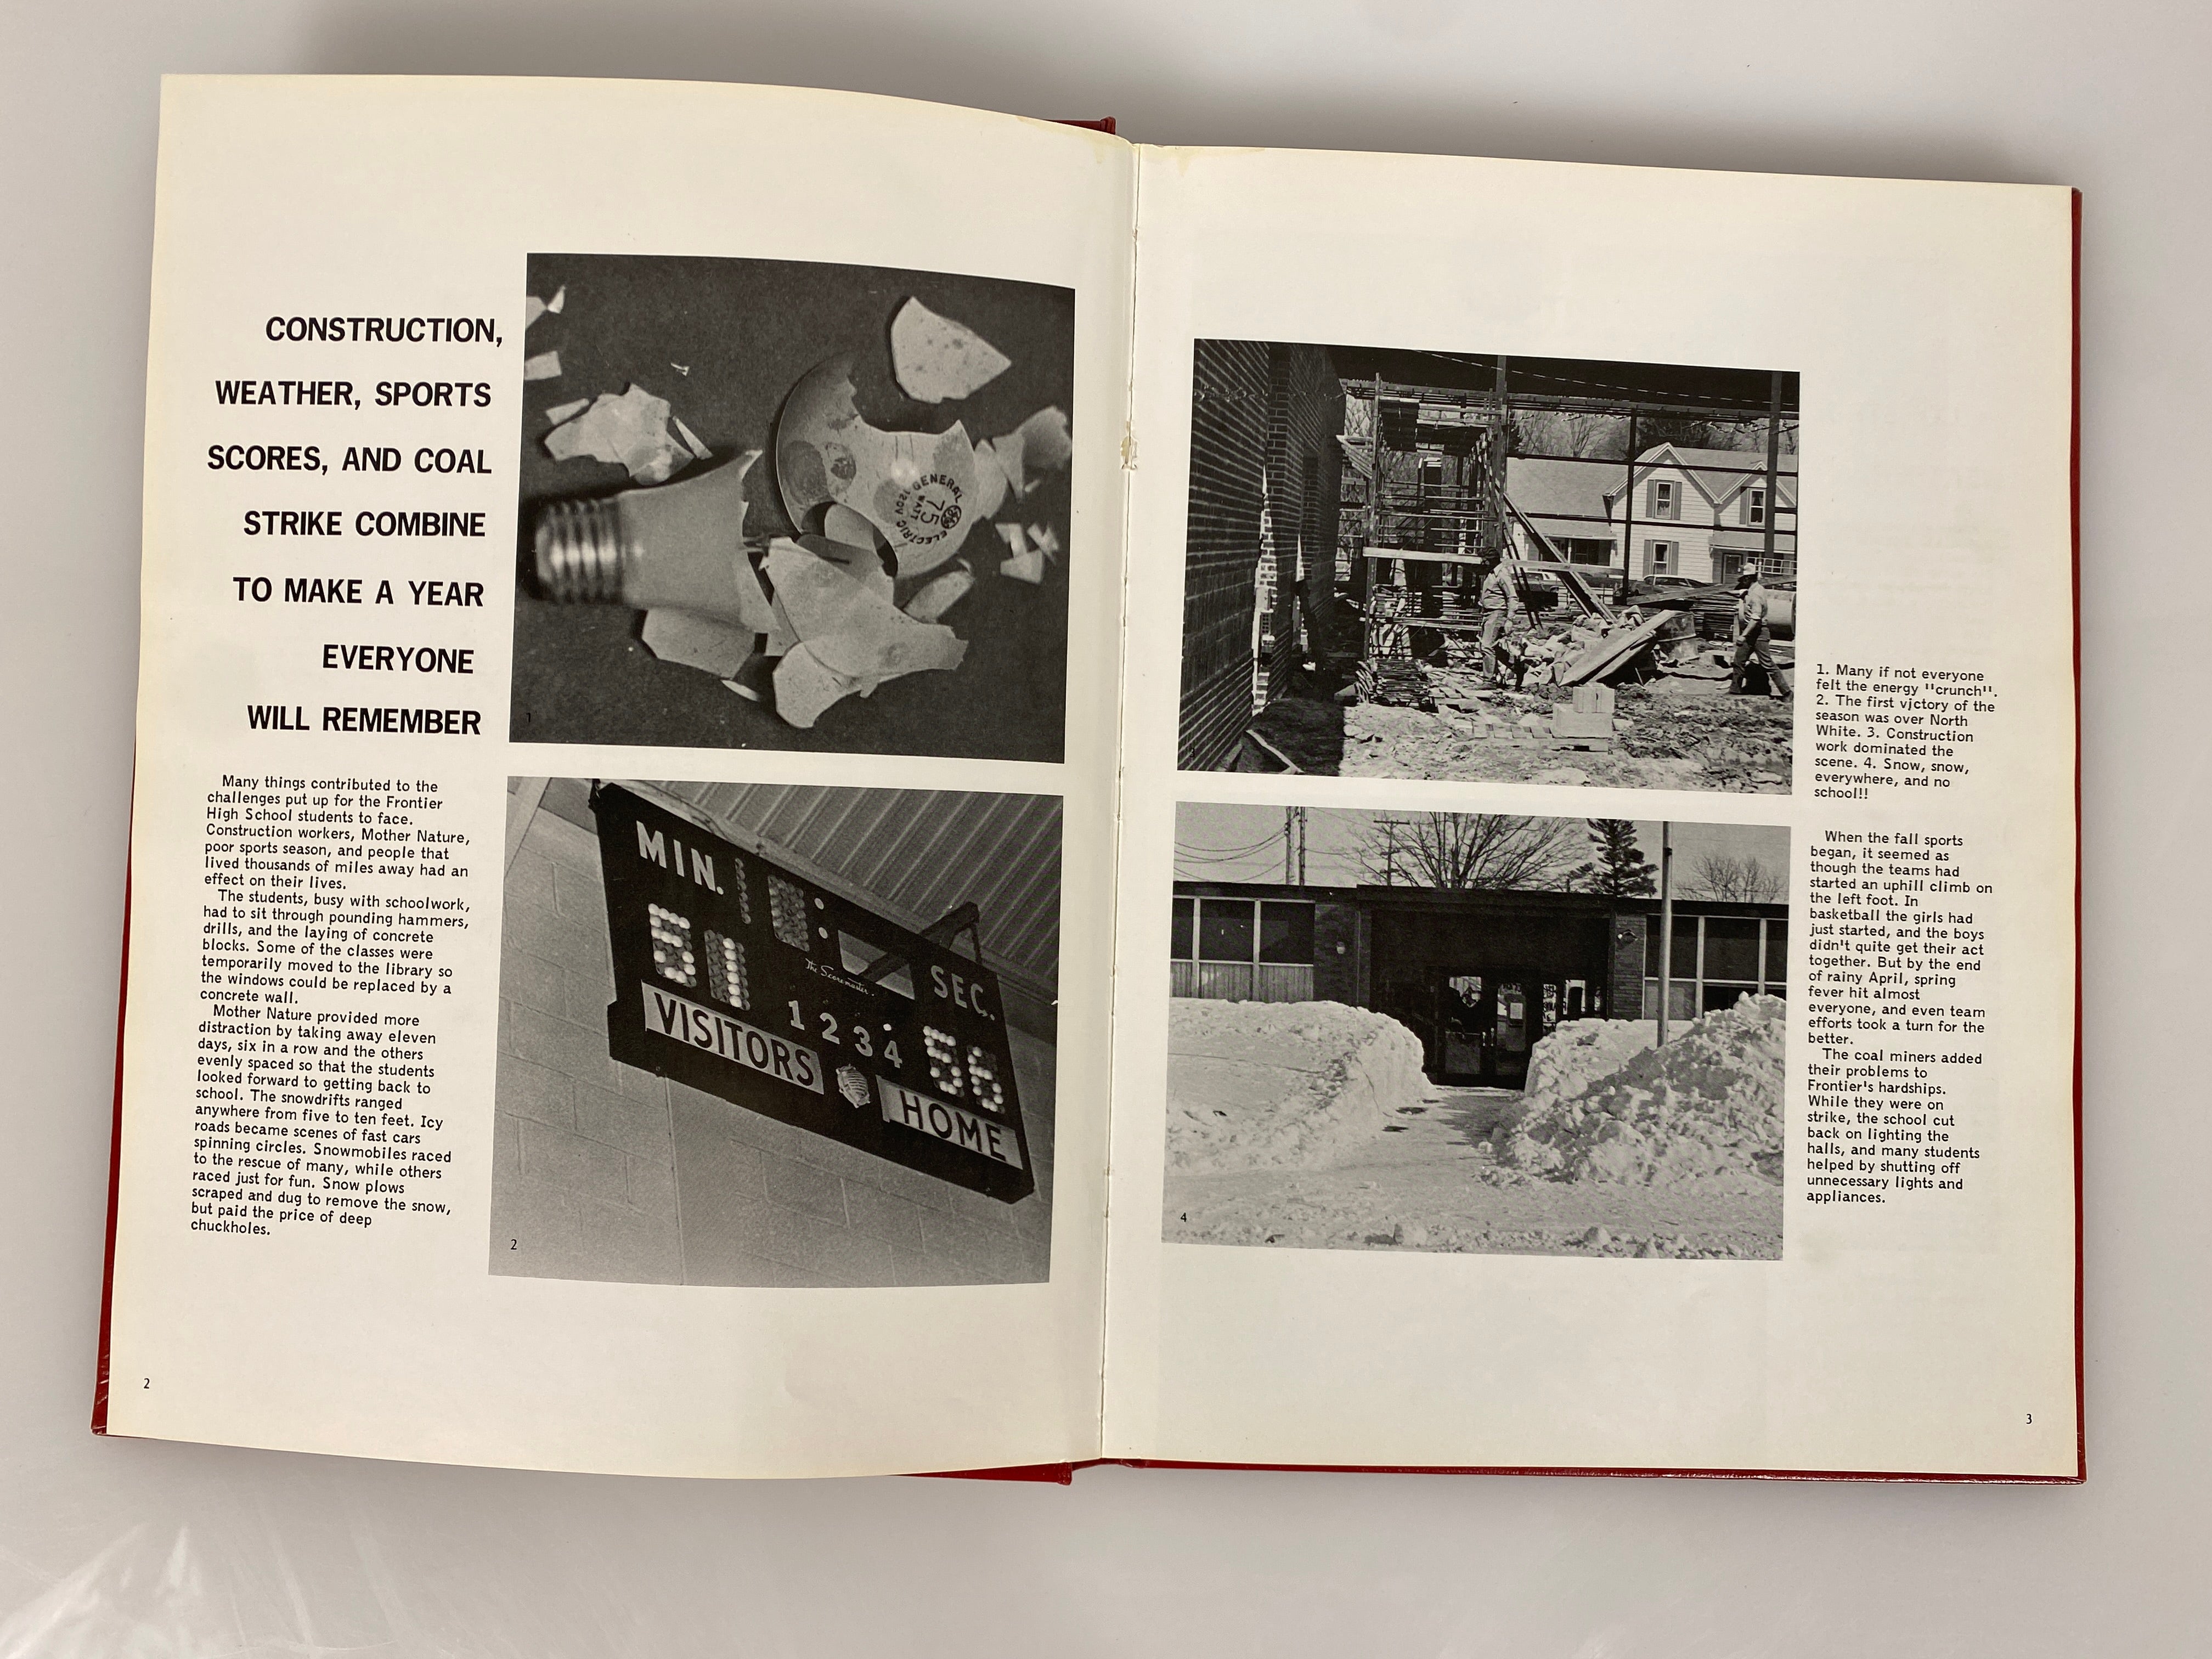 CONSTRUCTION,
WEATHER, SPORTS
SCORES, AND COAL
STRIKE COMBINE
TO MAKE A YEAR
EVERYONE
WILL REMEMBER
Many things contributed to the
challenges put up for the Frontier
High School students to face.
Construction workers, Mother Nature,
poor sports season, and people that
lived thousands of miles away had an
effect on their lives.
The students, busy with schoolwork,
had to sit through pounding hammers,
drills, and the laying of concrete
blocks. Some of the classes were
temporarily moved to the library so
the windows could be replaced by a
concrete wall.
Mother Nature provided more
distraction by taking away eleven
days, six in a row and the others
evenly spaced so that the students
looked forward to getting back to
school. The snowdrifts ranged
anywhere from five to ten feet. Icy
roads became scenes of fast cars
spinning circles. Snowmobiles raced
to the rescue of many, while others
raced just for fun. Snow plows
scraped and dug to remove the snow,
but paid the price of deep
chuckholes.
GENERAL
ELECTRIC
75
WATT
120V
GE
1
MIN.
SEC.
51
The Scoremaster
1 2 3 4
56
VISITORS
HOME
2
2
3
1. Many if not everyone
felt the energy "crunch".
2. The first victory of the
season was over North
White. 3. Construction
work dominated the
scene. 4. Snow, snow,
everywhere, and no
school!!
4
When the fall sports
began, it seemed as
though the teams had
started an uphill climb on
the left foot. In
basketball the girls had
just started, and the boys
didn't quite get their act
together. But by the end
of rainy April, spring
fever hit almost
everyone, and even team
efforts took a turn for the
better.
The coal miners added
their problems to
Frontier's hardships.
While they were on
strike, the school cut
back on lighting the
halls, and many students
helped by shutting off
unnecessary lights and
appliances.
3